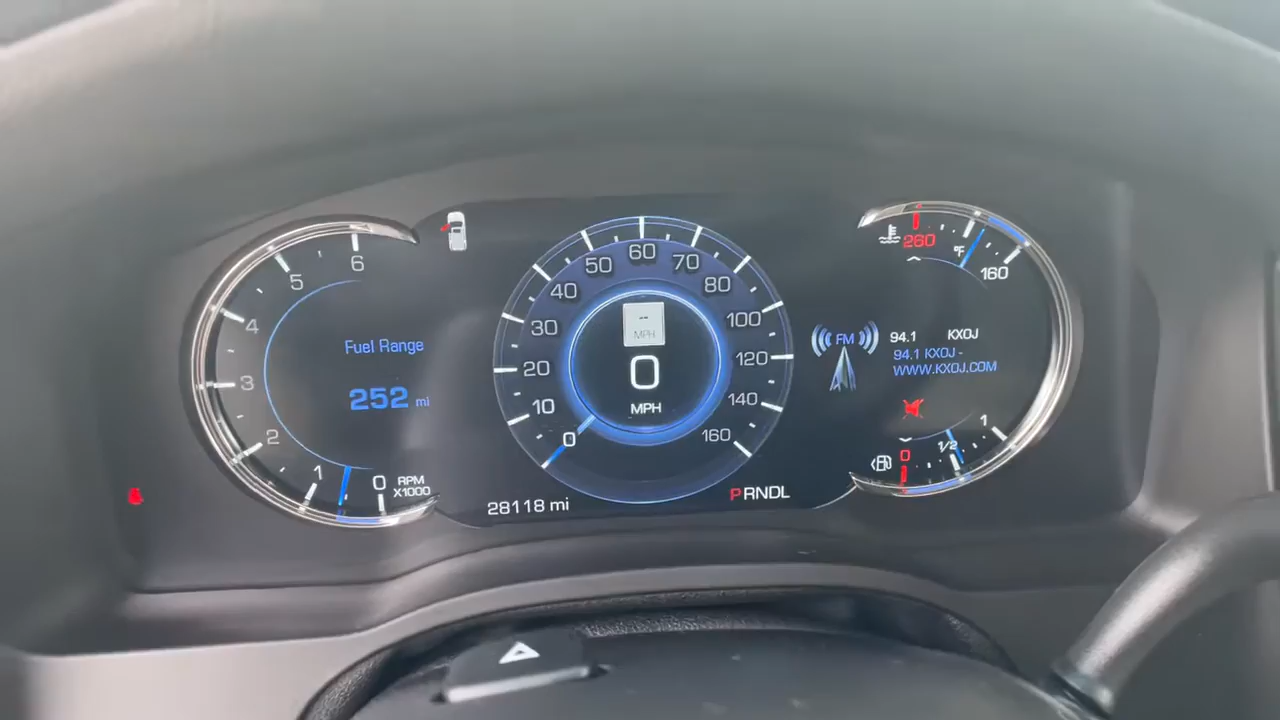 6
5
4
3
2
1
0
RPM
X1000
Fuel Range
252 mi
60
50
70
40
80
30
100
20
120
10
140
0
160
--
MPH
0
MPH
28118 mi
PRNDL
260
°F
160
FM
94.1 KXOJ
94.1 KXOJ -
WWW.KXOJ.COM
0
1/2
1